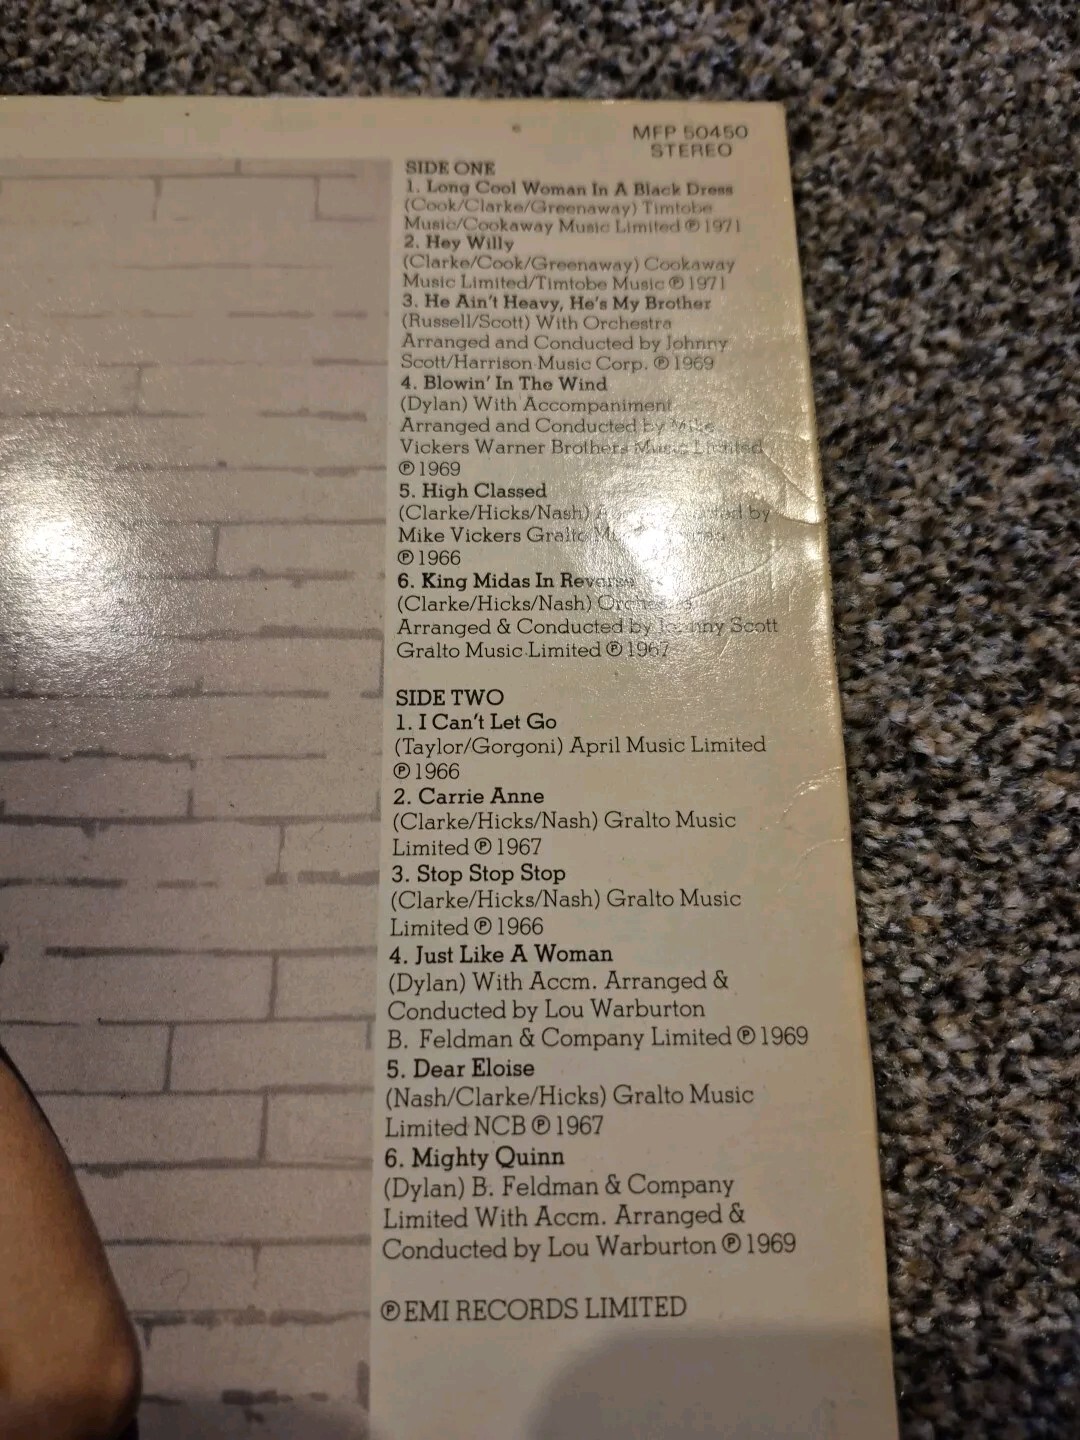 MFP 50450
STEREO
SIDE ONE
1. Long Cool Woman In A Black Dress
(Cook/Clarke/Greenaway) Timtobe
Music/Cookaway Music Limited ℗ 1971
2. Hey Willy
(Clarke/Cook/Greenaway) Cookaway
Music Limited/Timtobe Music ℗ 1971
3. He Ain't Heavy, He's My Brother
(Russell/Scott) With Orchestra
Arranged and Conducted by Johnny
Scott/Harrison Music Corp. ℗ 1969
4. Blowin' In The Wind
(Dylan) With Accompaniment
Arranged and Conducted by Mike
Vickers Warner Brothers Music Limited
℗ 1969
5. High Classed
(Clarke/Hicks/Nash) by
Mike Vickers Gralto
℗ 1966
6. King Midas In Reverse
(Clarke/Hicks/Nash) Orchestra
Arranged & Conducted by Johnny Scott
Gralto Music Limited ℗ 1967
SIDE TWO
1. I Can't Let Go
(Taylor/Gorgoni) April Music Limited
℗ 1966
2. Carrie Anne
(Clarke/Hicks/Nash) Gralto Music
Limited ℗ 1967
3. Stop Stop Stop
(Clarke/Hicks/Nash) Gralto Music
Limited ℗ 1966
4. Just Like A Woman
(Dylan) With Accm. Arranged &
Conducted by Lou Warburton
B. Feldman & Company Limited ℗ 1969
5. Dear Eloise
(Nash/Clarke/Hicks) Gralto Music
Limited NCB ℗ 1967
6. Mighty Quinn
(Dylan) B. Feldman & Company
Limited With Accm. Arranged &
Conducted by Lou Warburton ℗ 1969
℗ EMI RECORDS LIMITED